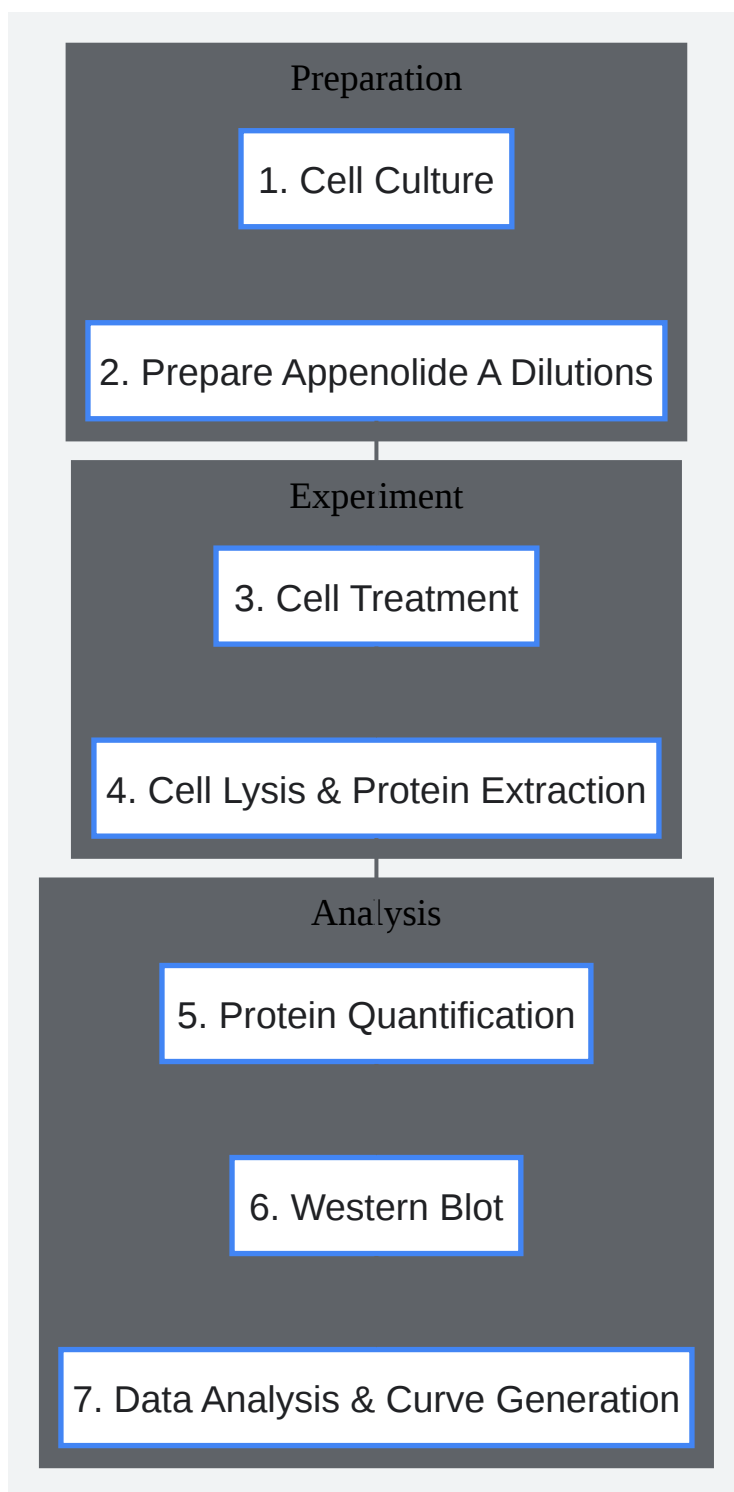 Preparation
1. Cell Culture
2. Prepare Appenolide A Dilutions
Experiment
3. Cell Treatment
4. Cell Lysis & Protein Extraction
Analysis
5. Protein Quantification
6. Western Blot
7. Data Analysis & Curve Generation